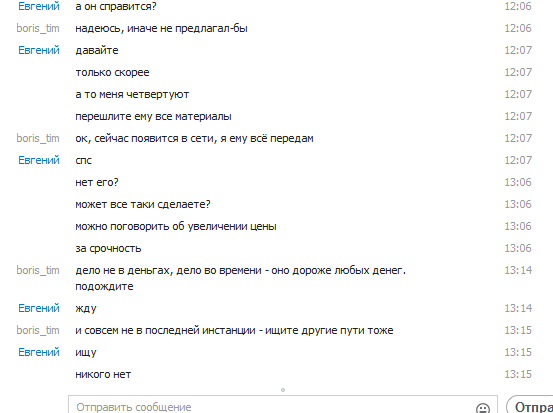 Евгений а он справится? 12:06
boris_tim надеюсь, иначе не предлагал-бы 12:06
Евгений давайте 12:07
только скорее 12:07
а то меня четвертуют 12:07
перешлите ему все материалы 12:07
boris_tim ок, сейчас появится в сети, я ему всё передам 12:07
Евгений спс 12:07
нет его? 13:06
может все таки сделаете? 13:06
можно поговорить об увеличении цены 13:06
за срочность 13:06
boris_tim дело не в деньгах, дело во времени - оно дороже любых денег. 13:14
подождите
Евгений жду 13:14
boris_tim и совсем не в последней инстанции - ищите другие пути тоже 13:15
Евгений ищу 13:15
никого нет 13:15
Отправить сообщение Отпра